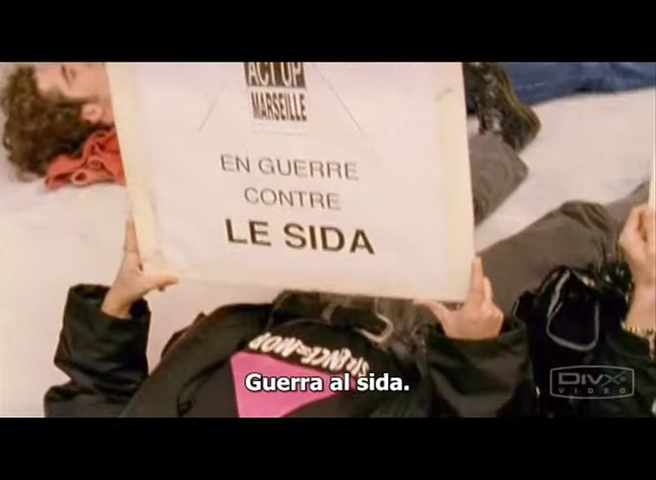 ACT UP
MARSEILLE
EN GUERRE
CONTRE
LE SIDA
Guerra al sida.
DivX
VIDEO